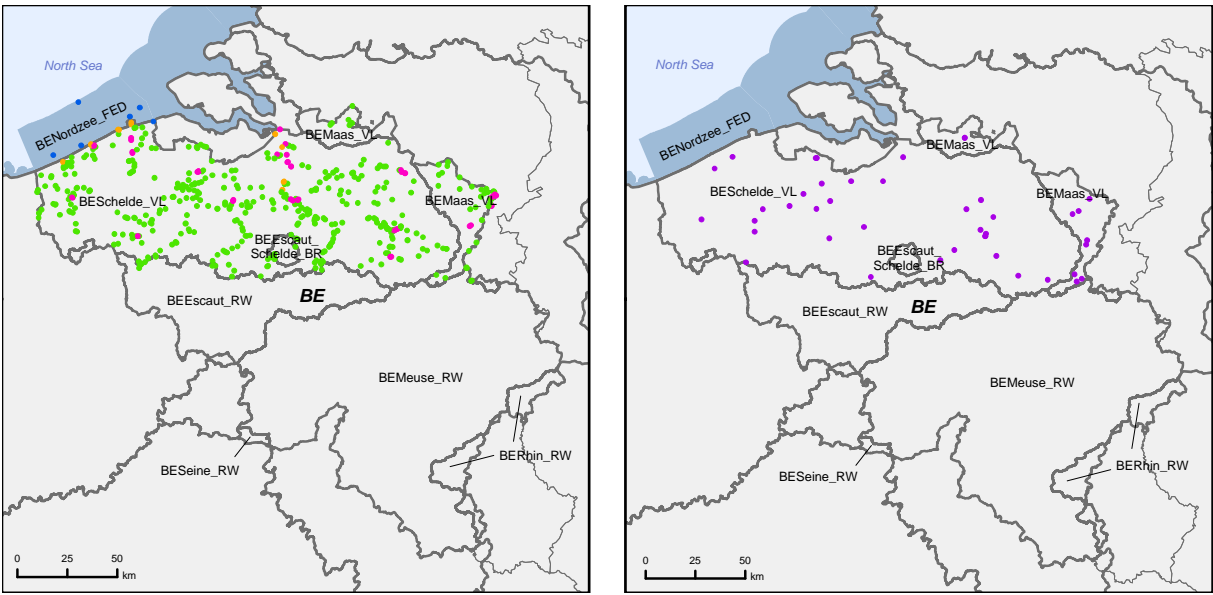 North Sea
BENordzee_FED
BEMaas_VL
BESchelde_VL
BEMaas_VL
BEEscaut_
Schelde_BR
BEEscaut_RW
BE
BEMeuse_RW
BERhin_RW
BESeine_RW
0 25 50
km
North Sea
BENordzee_FED
BEMaas_VL
BESchelde_VL
BEMaas_VL
BEEscaut_
Schelde_BR
BEEscaut_RW
BE
BEMeuse_RW
BERhin_RW
BESeine_RW
0 25 50
km